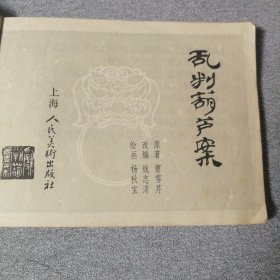 乱判葫芦案
原著 曹雪芹
改编 钱志清
绘画 杨秋宝
上海人民美術出版社